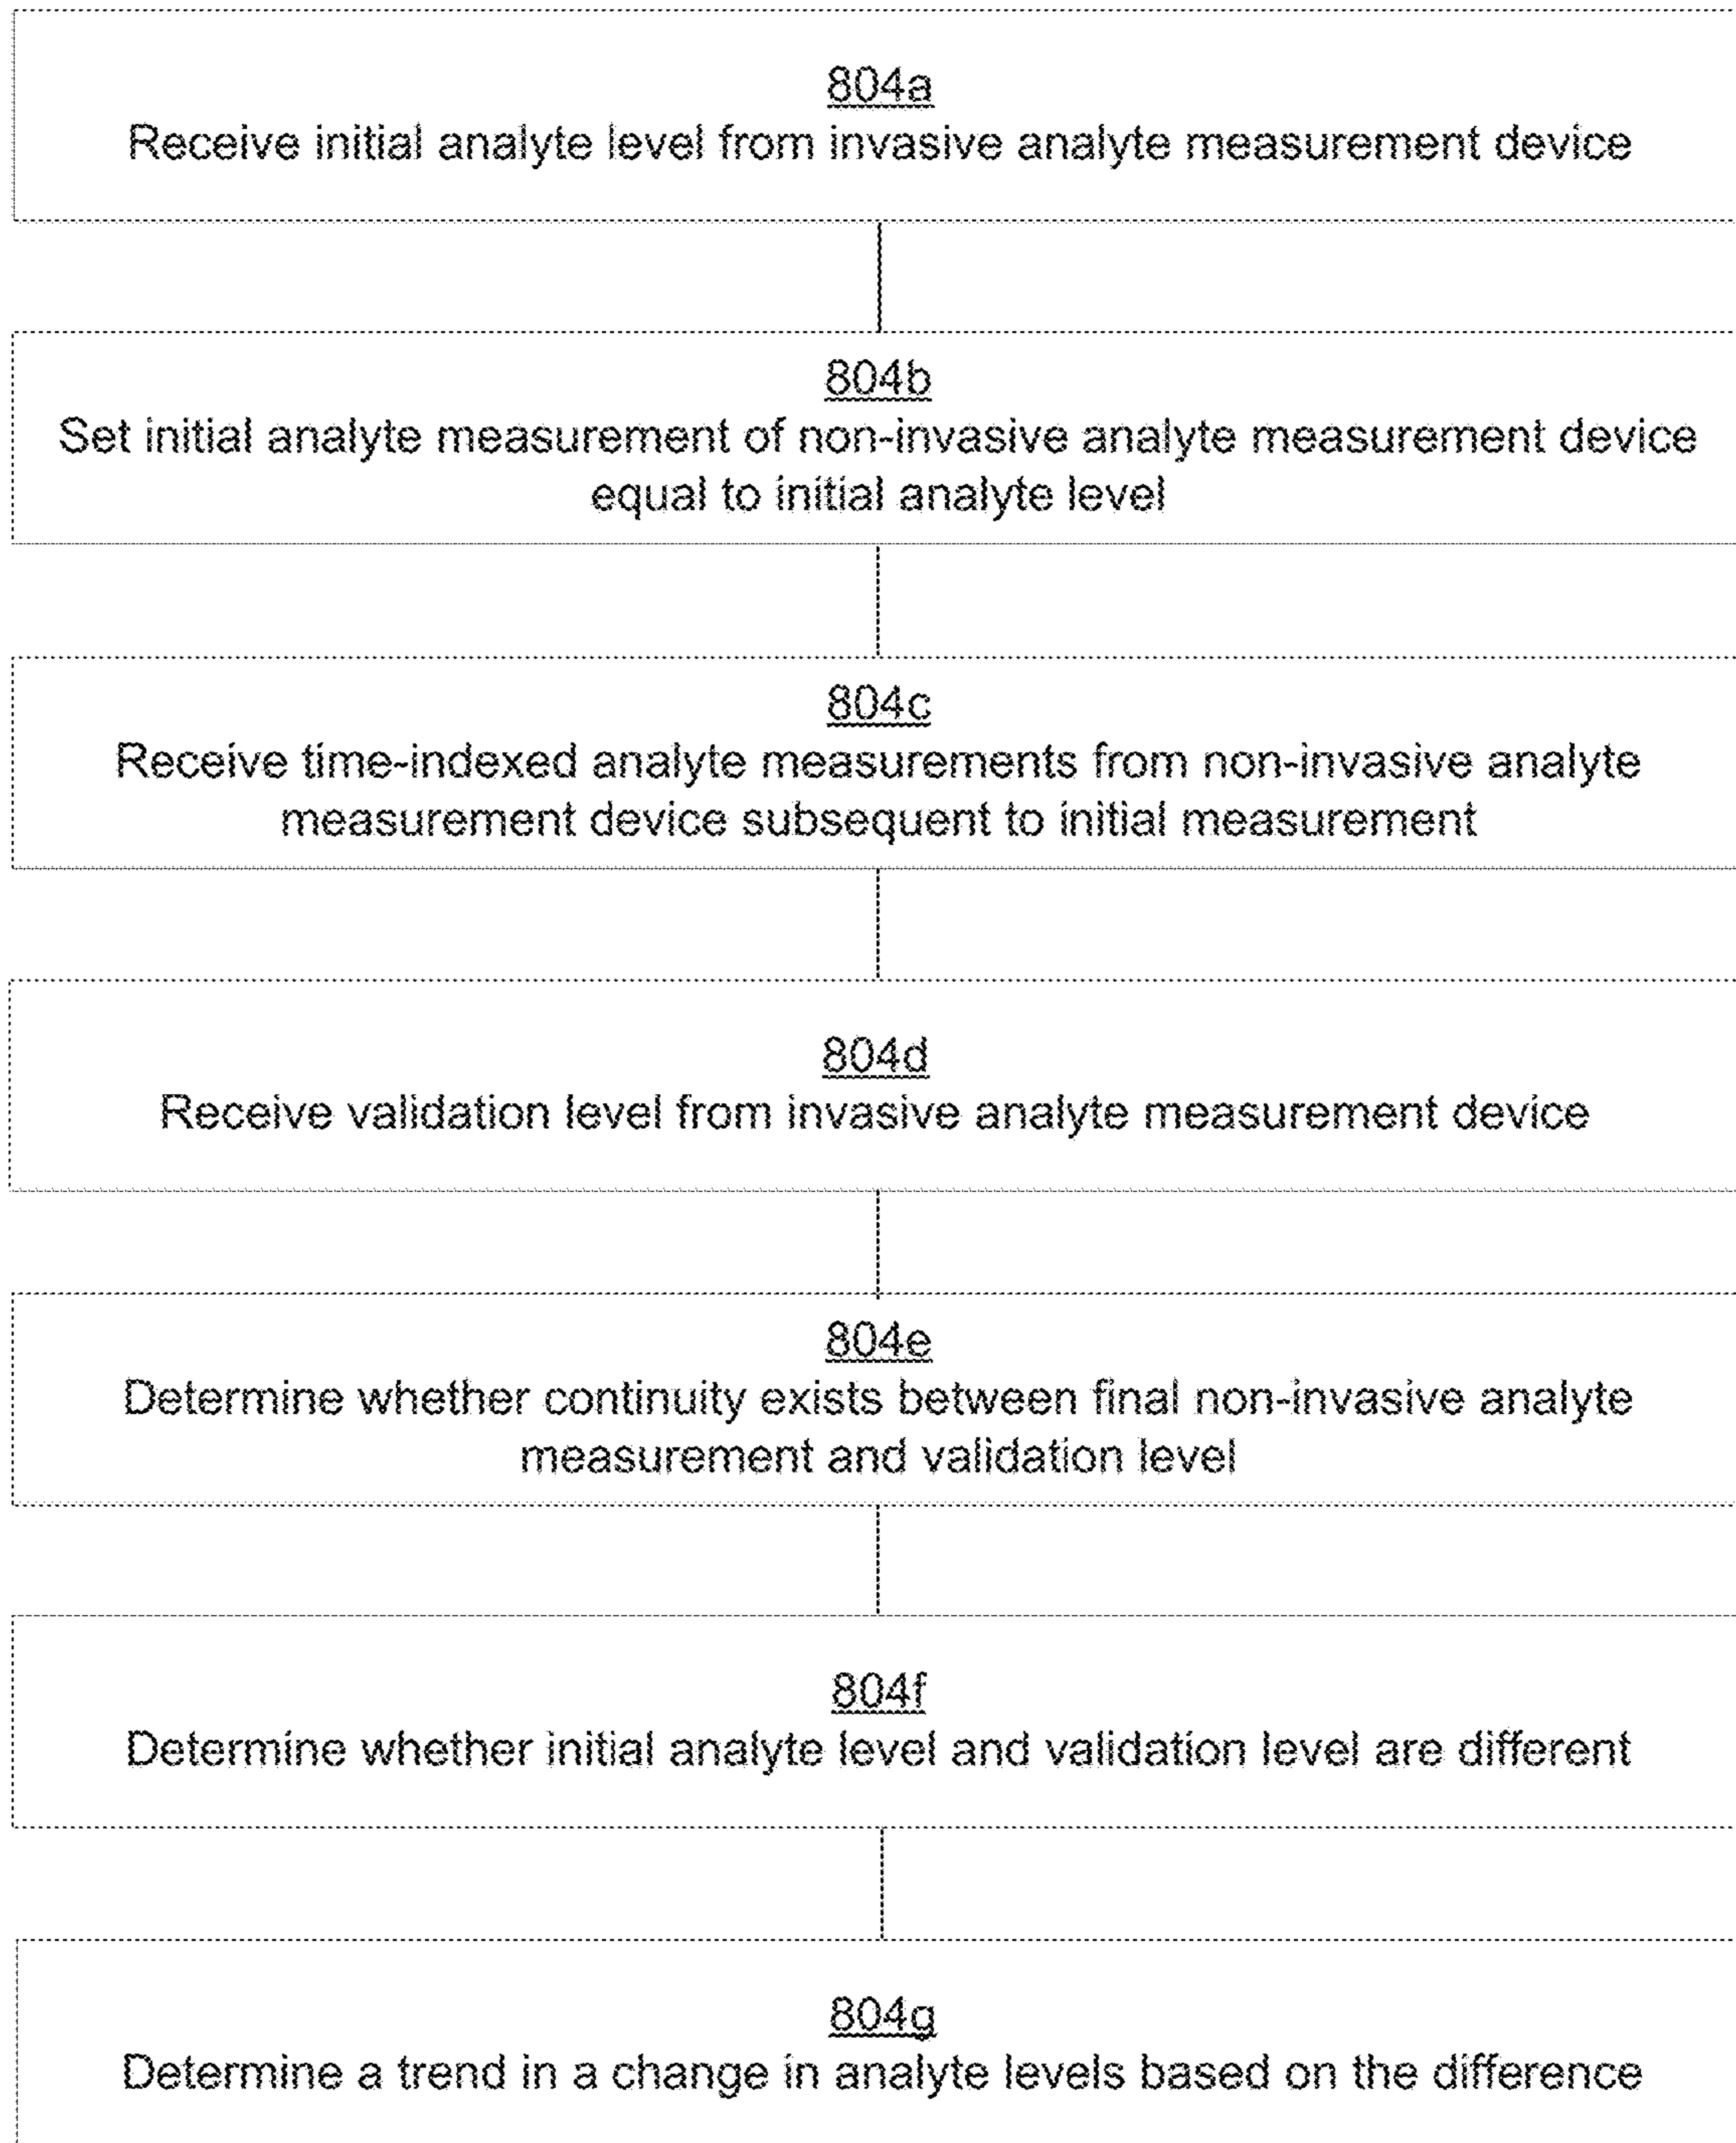 804a
Receive initial analyte level from invasive analyte measurement device
804b
Set initial analyte measurement of non-invasive analyte measurement device
equal to initial analyte level
804c
Receive time-indexed analyte measurements from non-invasive analyte
measurement device subsequent to initial measurement
804d
Receive validation level from invasive analyte measurement device
804e
Determine whether continuity exists between final non-invasive analyte
measurement and validation level
804f
Determine whether initial analyte level and validation level are different
804g
Determine a trend in a change in analyte levels based on the difference